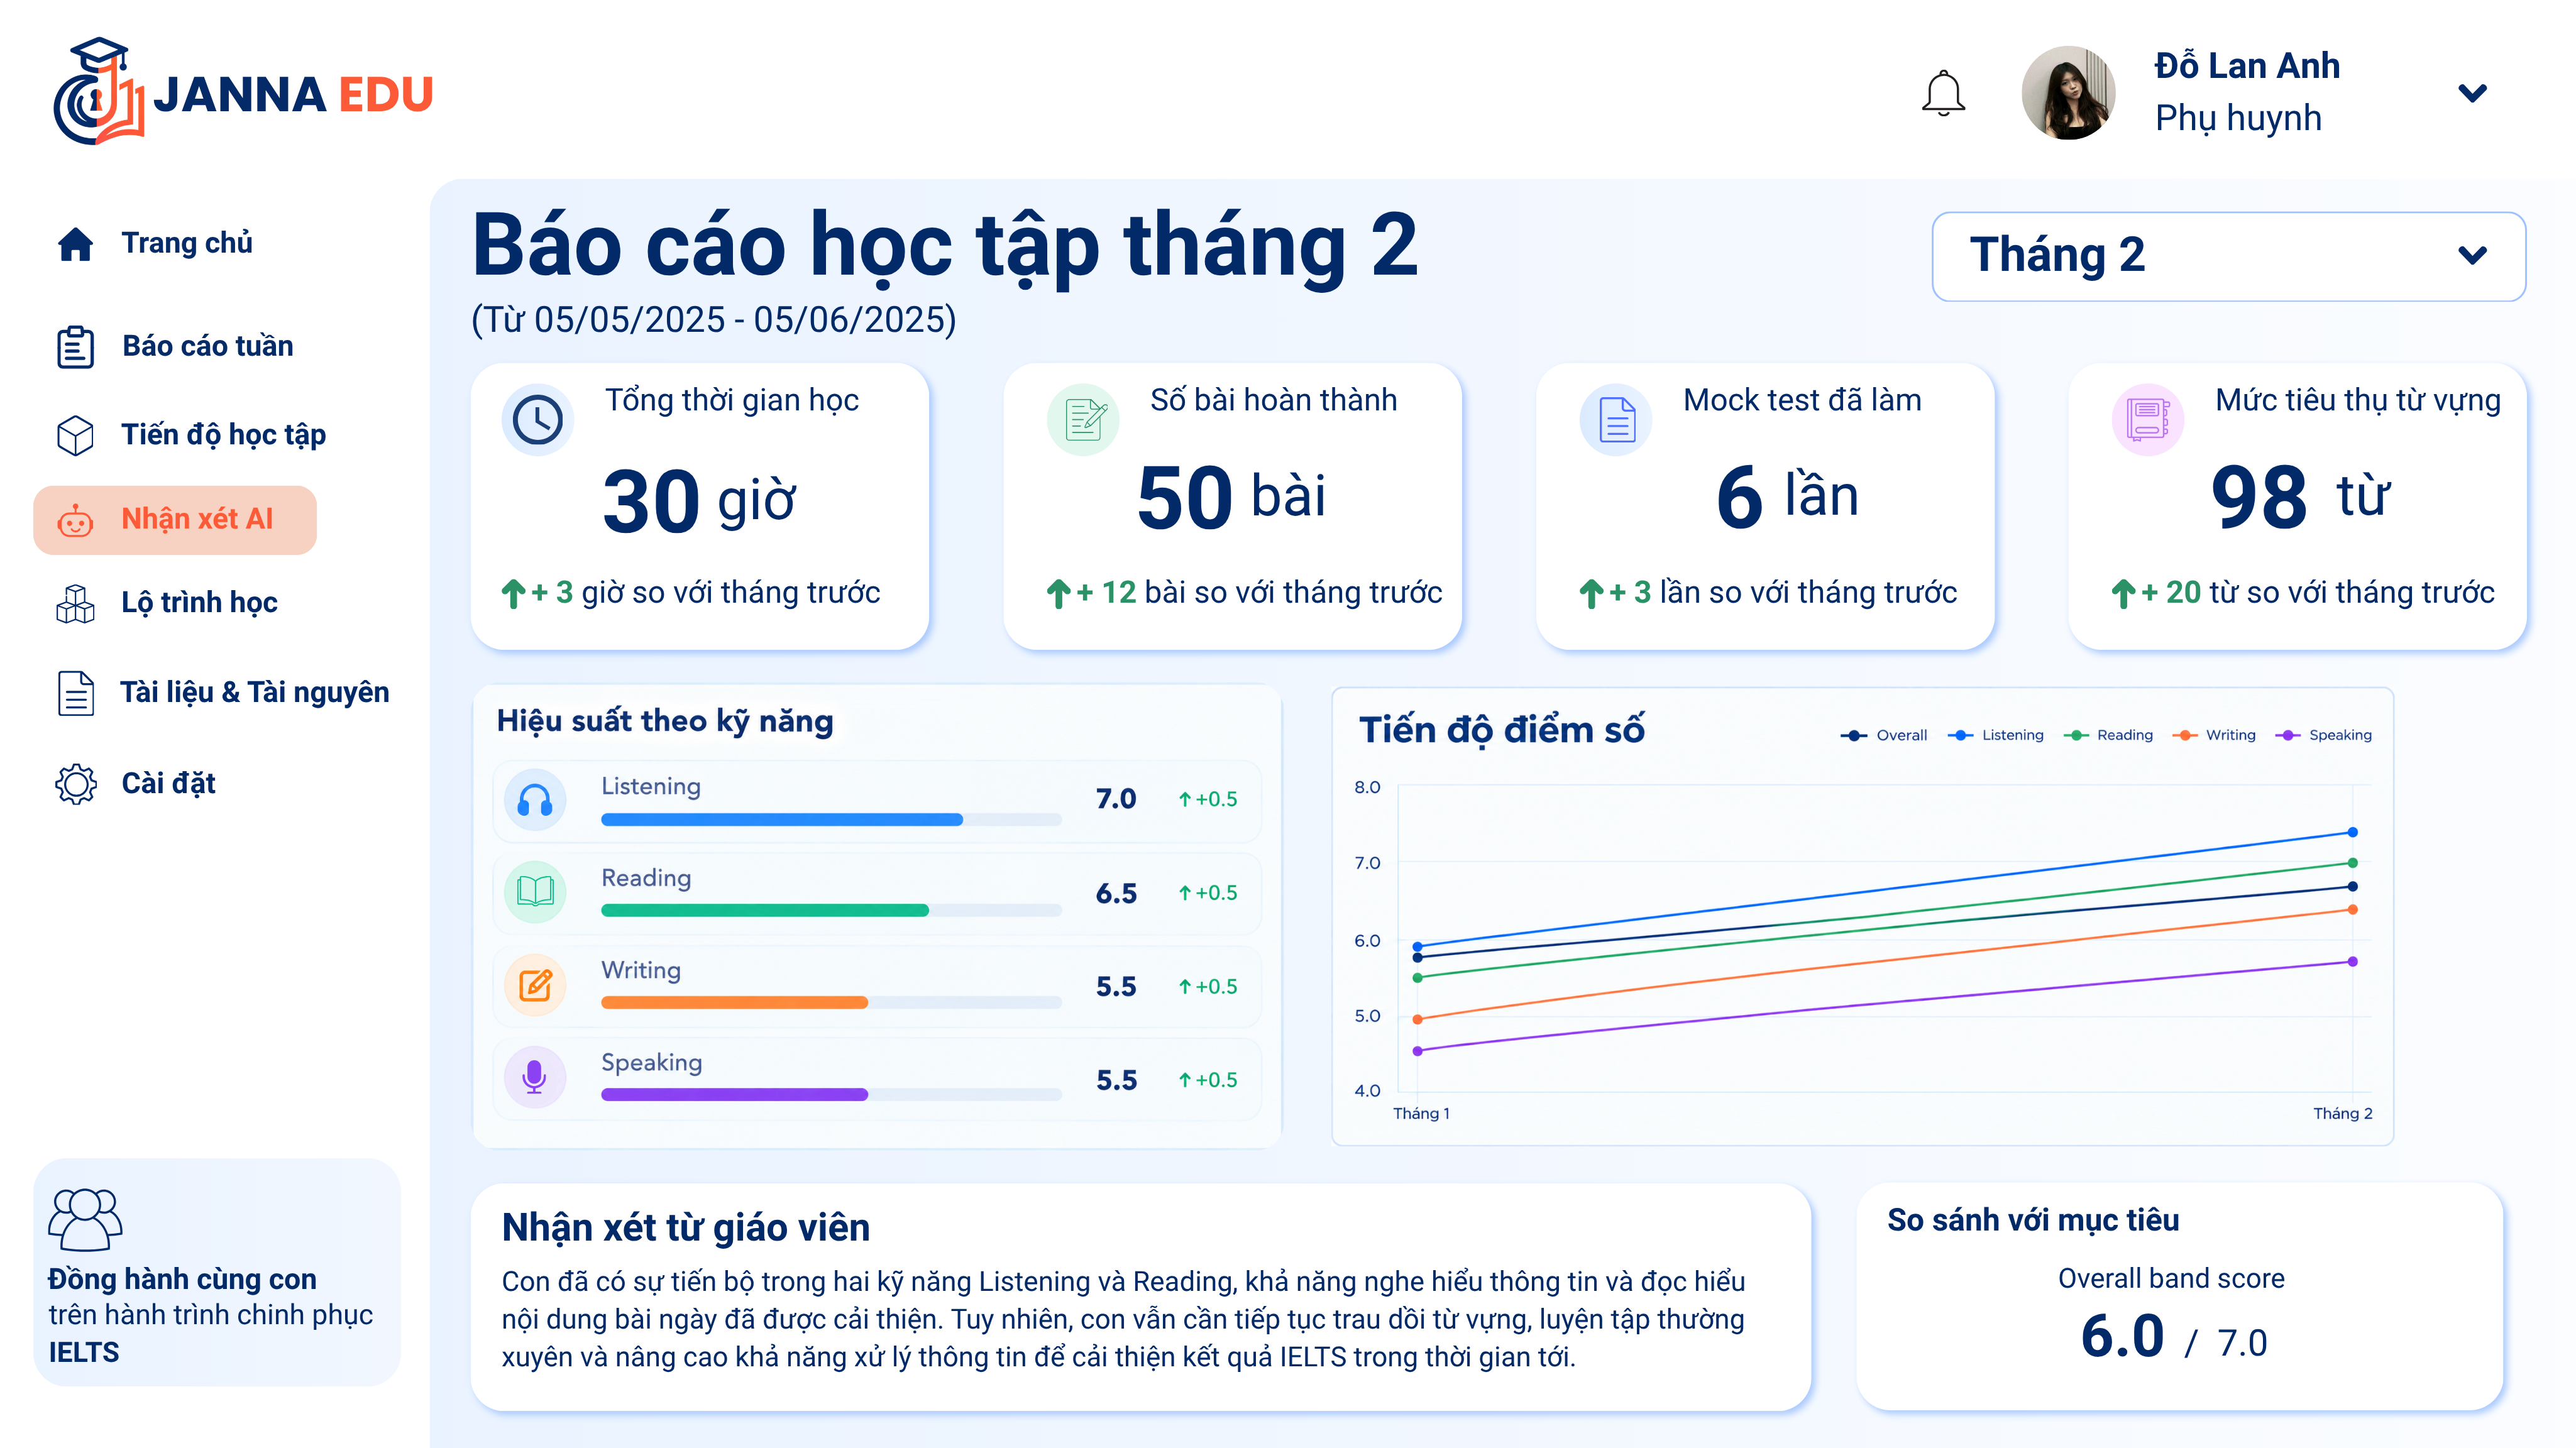 JANNA EDU
Đỗ Lan Anh
Phụ huynh
Trang chủ
Báo cáo tuần
Tiến độ học tập
Nhận xét AI
Lộ trình học
Tài liệu & Tài nguyên
Cài đặt
Đồng hành cùng con
trên hành trình chinh phục
IELTS
Báo cáo học tập tháng 2
(Từ 05/05/2025 - 05/06/2025)
Tháng 2
Tổng thời gian học
30 giờ
+ 3 giờ so với tháng trước
Số bài hoàn thành
50 bài
+ 12 bài so với tháng trước
Mock test đã làm
6 lần
+ 3 lần so với tháng trước
Mức tiêu thụ từ vựng
98 từ
+ 20 từ so với tháng trước
Hiệu suất theo kỹ năng
Listening
7.0 +0.5
Reading
6.5 +0.5
Writing
5.5 +0.5
Speaking
5.5 +0.5
Tiến độ điểm số
Overall Listening Reading Writing Speaking
8.0
7.0
6.0
5.0
4.0
Tháng 1 Tháng 2
Nhận xét từ giáo viên
Con đã có sự tiến bộ trong hai kỹ năng Listening và Reading, khả năng nghe hiểu thông tin và đọc hiểu
nội dung bài ngày đã được cải thiện. Tuy nhiên, con vẫn cần tiếp tục trau dồi từ vựng, luyện tập thường
xuyên và nâng cao khả năng xử lý thông tin để cải thiện kết quả IELTS trong thời gian tới.
So sánh với mục tiêu
Overall band score
6.0 / 7.0